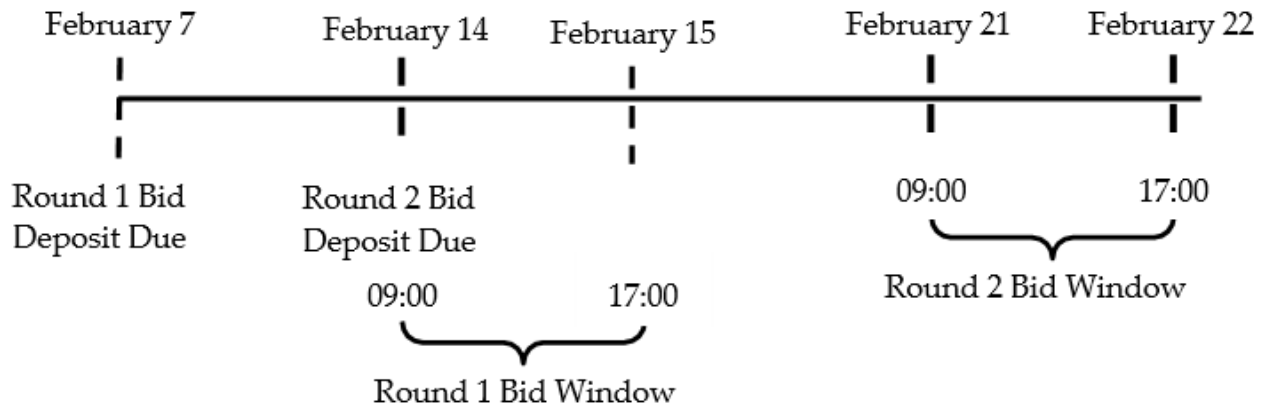 February 7
February 14
February 15
February 21
February 22
Round 1 Bid
Deposit Due
Round 2 Bid
Deposit Due
09:00
17:00
Round 1 Bid Window
09:00
17:00
Round 2 Bid Window